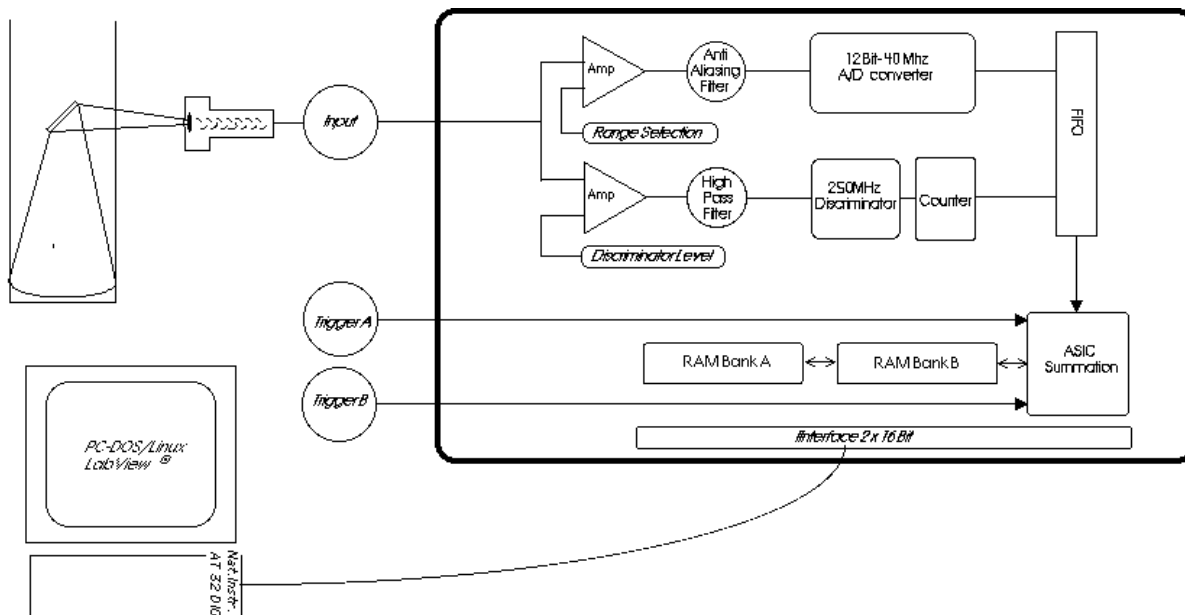 Input
Amp
Anti
Aliasing
Filter
12 Bit- 40 Mhz
A/D converter
FIFO
Range Selection
Amp
High
Pass
Filter
250MHz
Discriminator
Counter
Discriminator Level
Trigger A
RAM Bank A
RAM Bank B
ASIC
Summation
Trigger B
IInterface 2 x 16 Bit
PC-DOS/Linux
LabView ®
Nat. Instr.
AT 32 DIG